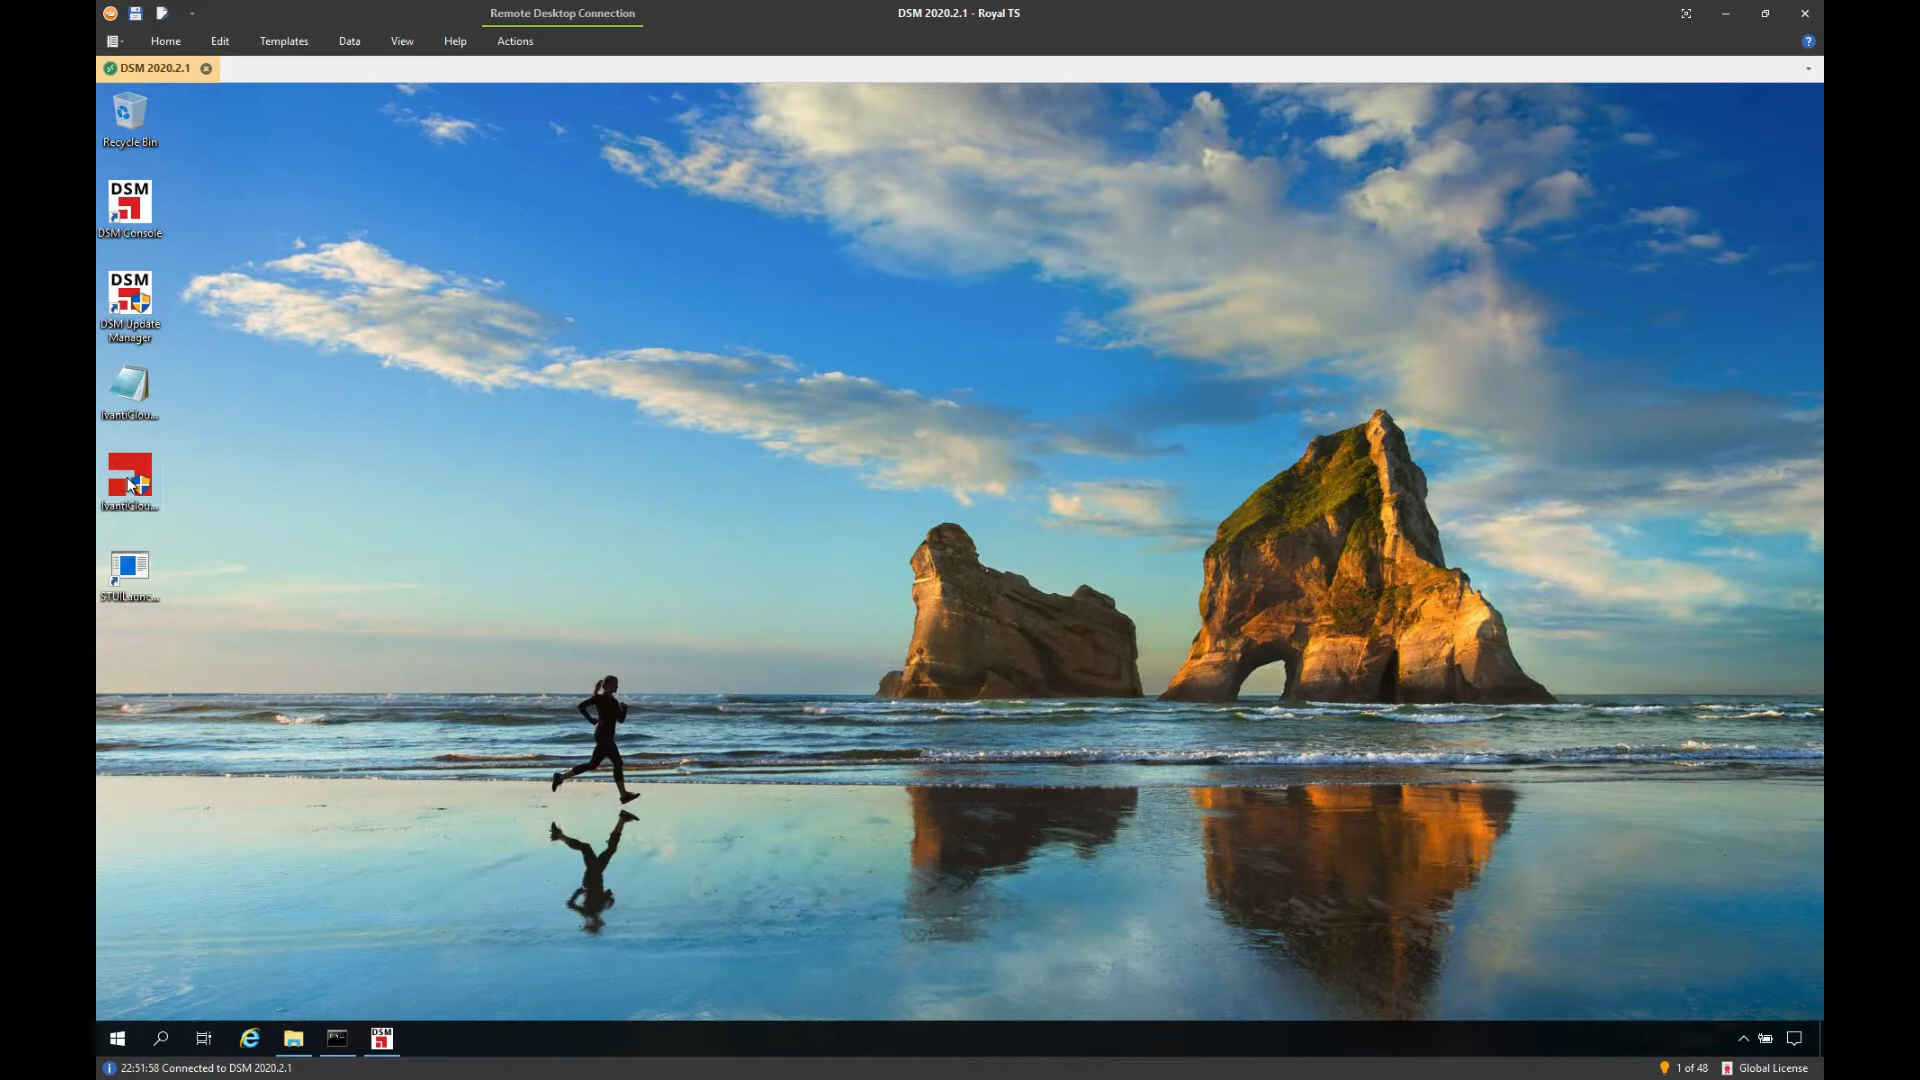 Remote Desktop Connection
DSM 2020.2.1 - Royal TS
Home
Edit
Templates
Data
View
Help
Actions
DSM 2020.2.1
Recycle Bin
DSM
DSM Console
DSM
DSM Update
Manager
IvantiClou...
IvantiClou...
STUILaunc...
DSM
22:51:58 Connected to DSM 2020.2.1
1 of 48
Global License